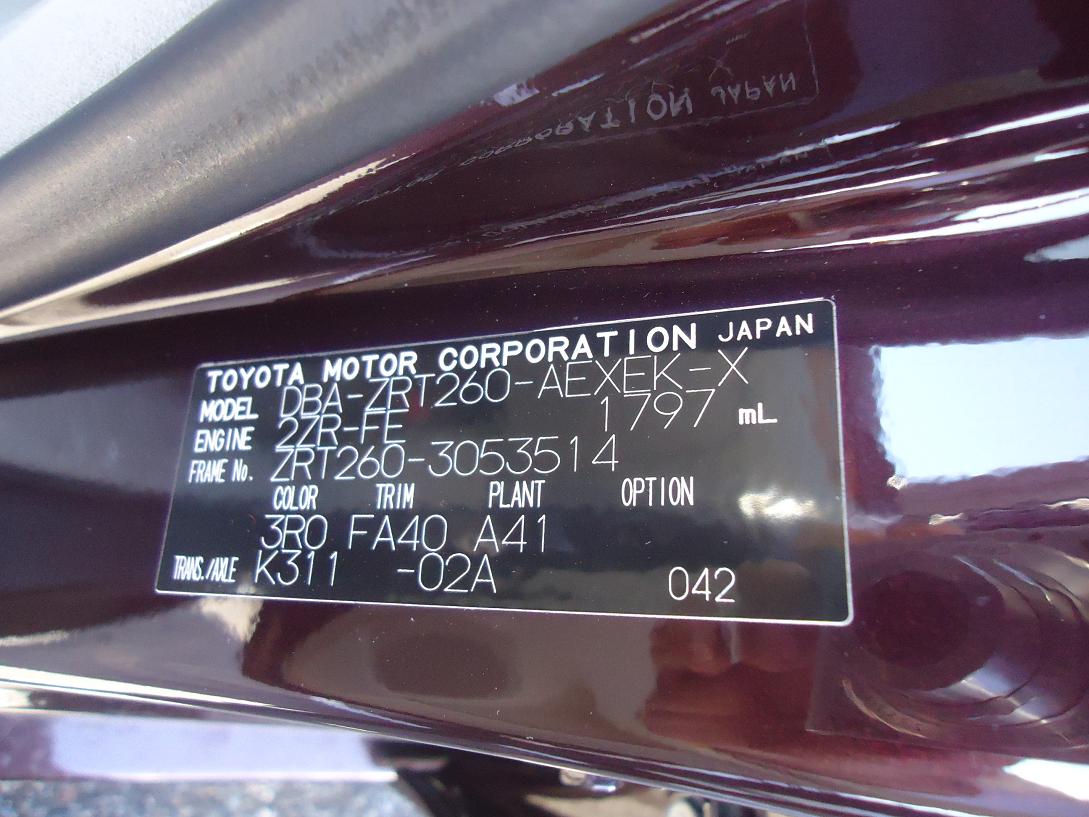 TOYOTA MOTOR CORPORATION JAPAN
MODEL DBA-ZRT260-AEXEK-X
ENGINE 2ZR-FE 1797 mL
FRAME No. ZRT260-3053514
COLOR TRIM PLANT OPTION
3R0 FA40 A41
TRANS./AXLE K311 -02A 042